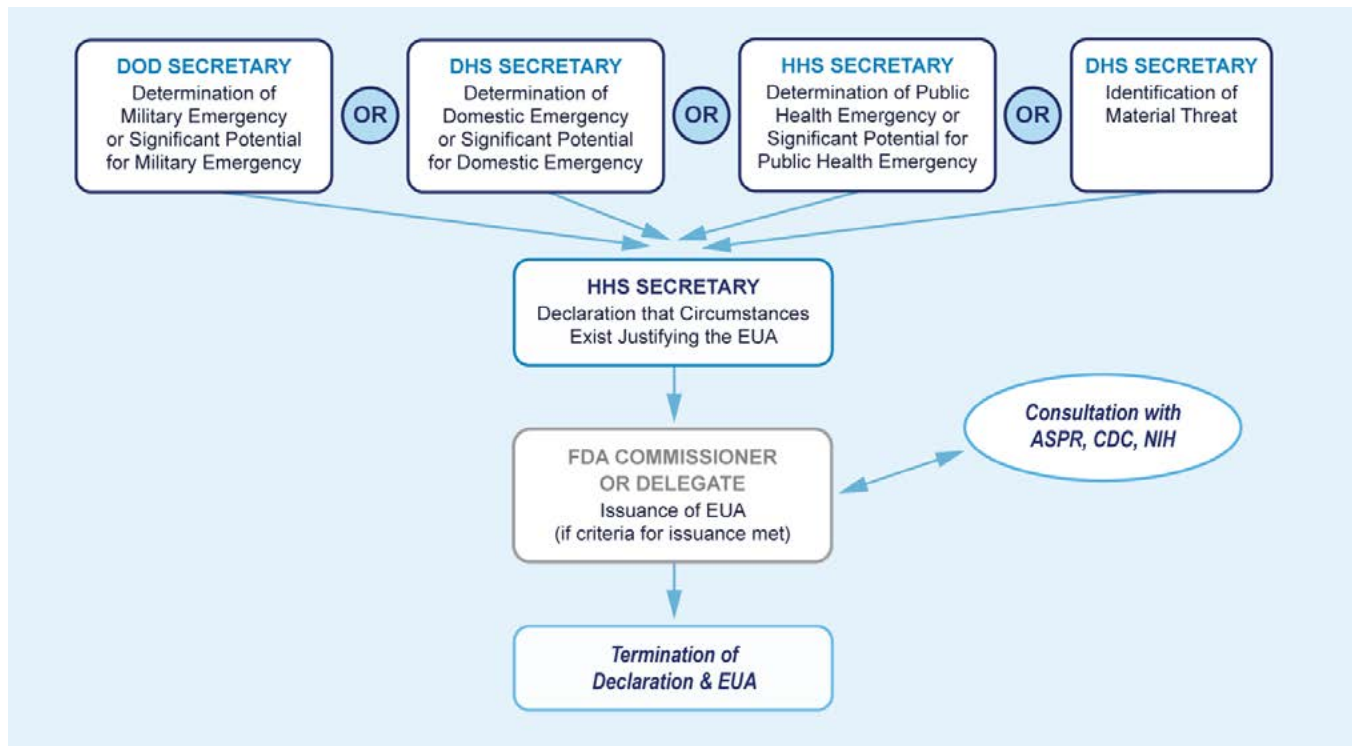 DOD SECRETARY
Determination of
Military Emergency
or Significant Potential
for Military Emergency
OR
DHS SECRETARY
Determination of
Domestic Emergency
or Significant Potential
for Domestic Emergency
OR
HHS SECRETARY
Determination of Public
Health Emergency or
Significant Potential for
Public Health Emergency
OR
DHS SECRETARY
Identification of
Material Threat
HHS SECRETARY
Declaration that Circumstances
Exist Justifying the EUA
FDA COMMISSIONER
OR DELEGATE
Issuance of EUA
(if criteria for issuance met)
Consultation with
ASPR, CDC, NIH
Termination of
Declaration & EUA